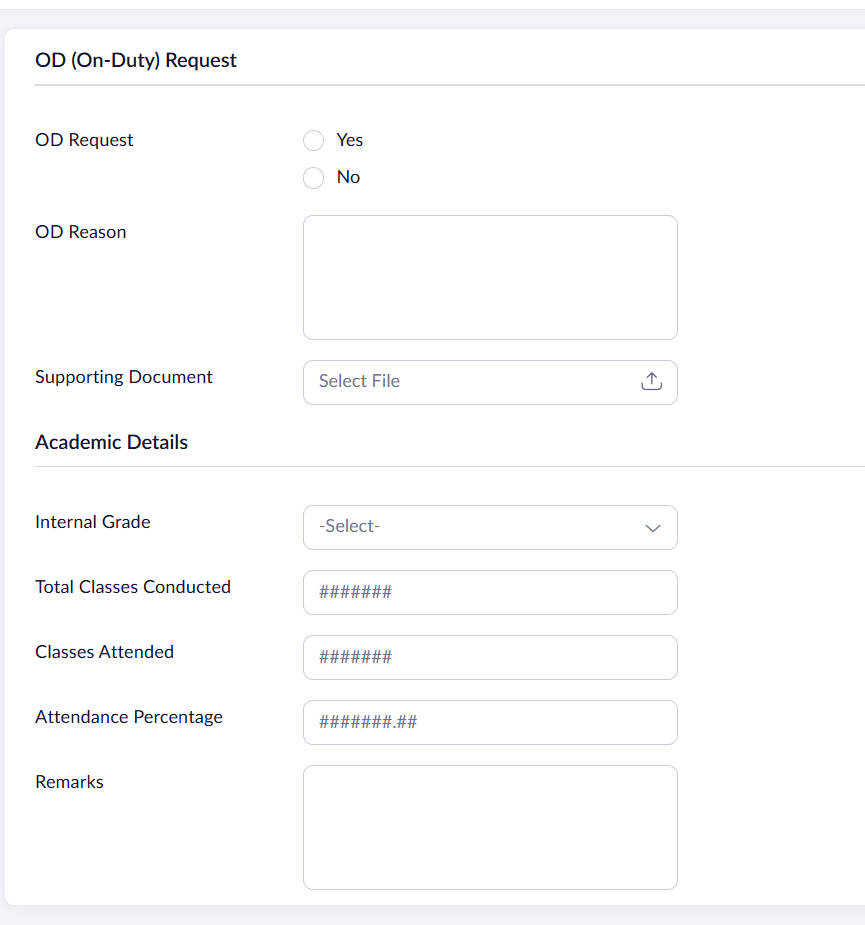 OD (On-Duty) Request
OD Request
Yes
No
OD Reason
Supporting Document
Select File
Academic Details
Internal Grade
-Select-
Total Classes Conducted
#######
Classes Attended
#######
Attendance Percentage
#######.##
Remarks